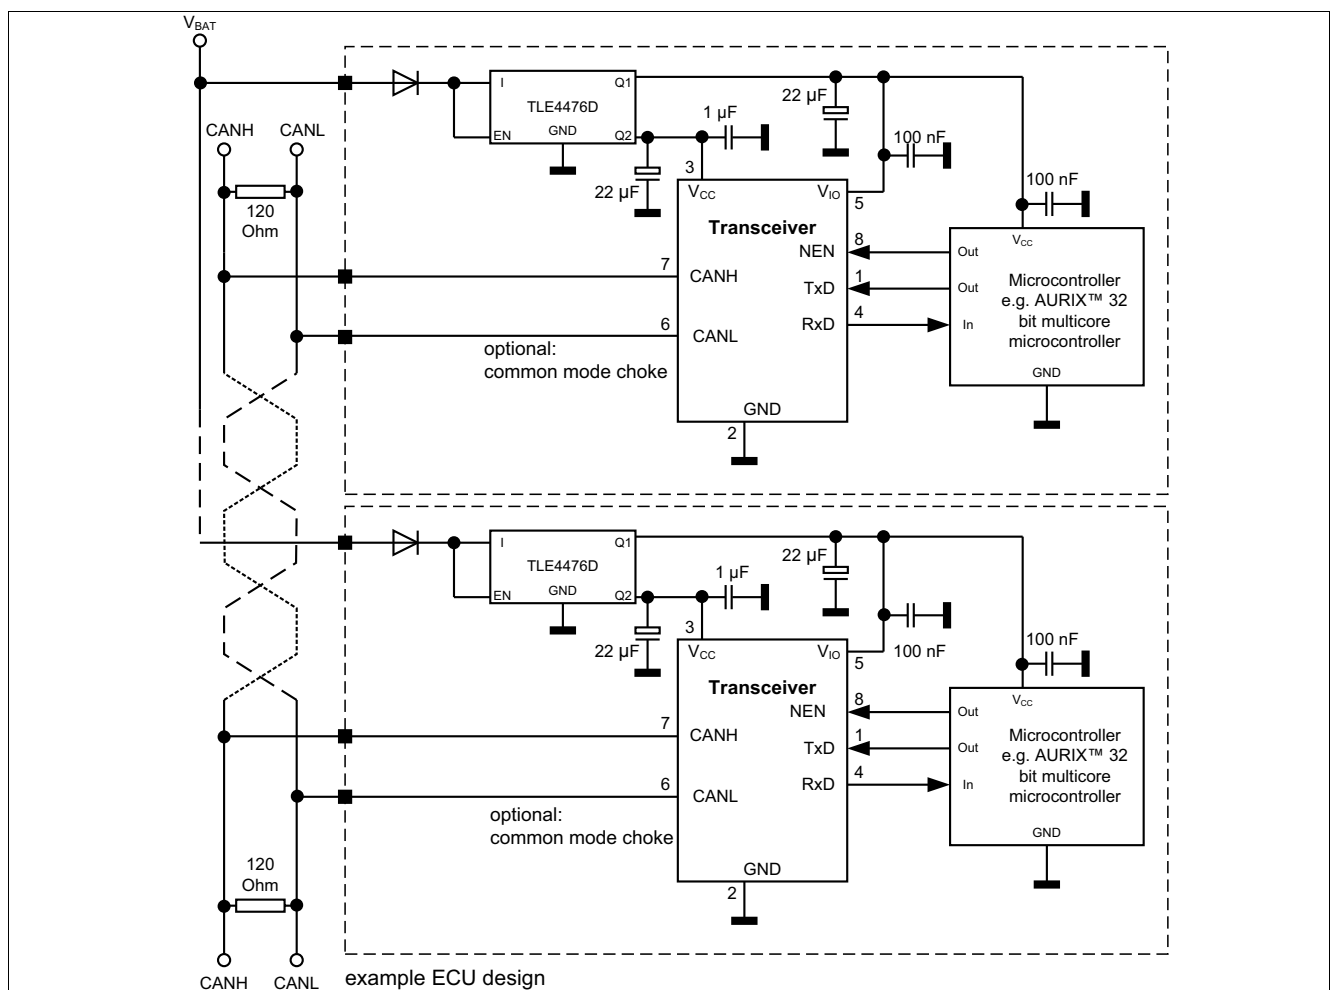 VBAT
CANH
CANL
120
Ohm
I
Q1
TLE4476D
EN
GND
Q2
1 µF
22 µF
22 µF
100 nF
100 nF
3
VCC
VIO
5
Transceiver
NEN
8
Out
VCC
7
CANH
TxD
1
Out
Microcontroller
e.g. AURIX™ 32
bit multicore
microcontroller
6
CANL
RxD
4
In
optional:
common mode choke
GND
2
GND
I
Q1
TLE4476D
EN
GND
Q2
1 µF
22 µF
22 µF
100 nF
100 nF
3
VCC
VIO
5
Transceiver
NEN
8
Out
VCC
7
CANH
TxD
1
Out
Microcontroller
e.g. AURIX™ 32
bit multicore
microcontroller
6
CANL
RxD
4
In
optional:
common mode choke
GND
2
GND
120
Ohm
CANH
CANL
example ECU design